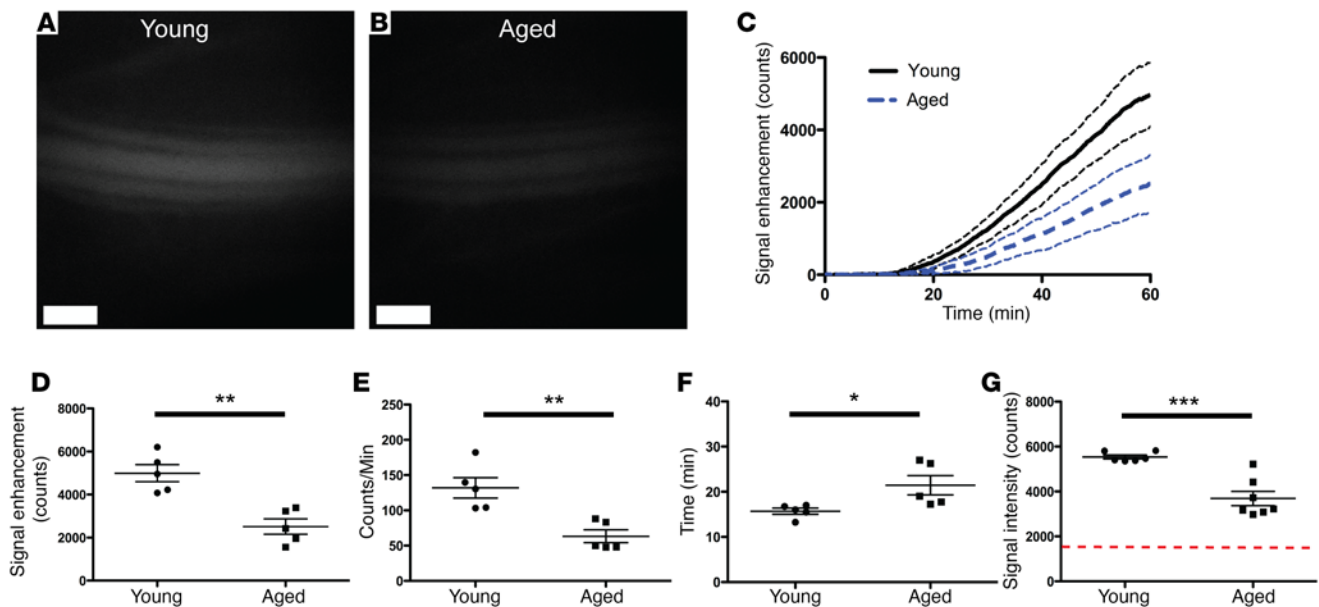 A
Young
B
Aged
C
Signal enhancement (counts)
6000
4000
2000
0
Young
Aged
0
20
40
60
Time (min)
D
Signal enhancement
(counts)
8000
6000
4000
2000
0
**
Young
Aged
E
Counts/Min
250
200
150
100
50
0
**
Young
Aged
F
Time (min)
40
30
20
10
0
*
Young
Aged
G
Signal intensity (counts)
8000
6000
4000
2000
0
***
Young
Aged